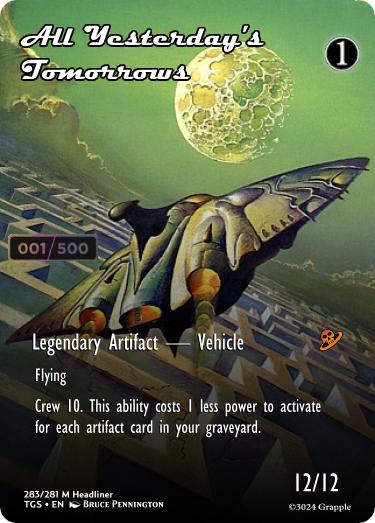 All Yesterday's
Tomorrows
1
001/500
Legendary Artifact — Vehicle
Flying
Crew 10. This ability costs 1 less power to activate
for each artifact card in your graveyard.
12/12
283/281 M Headliner
TGS • EN Bruce Pennington
©3024 Grapple